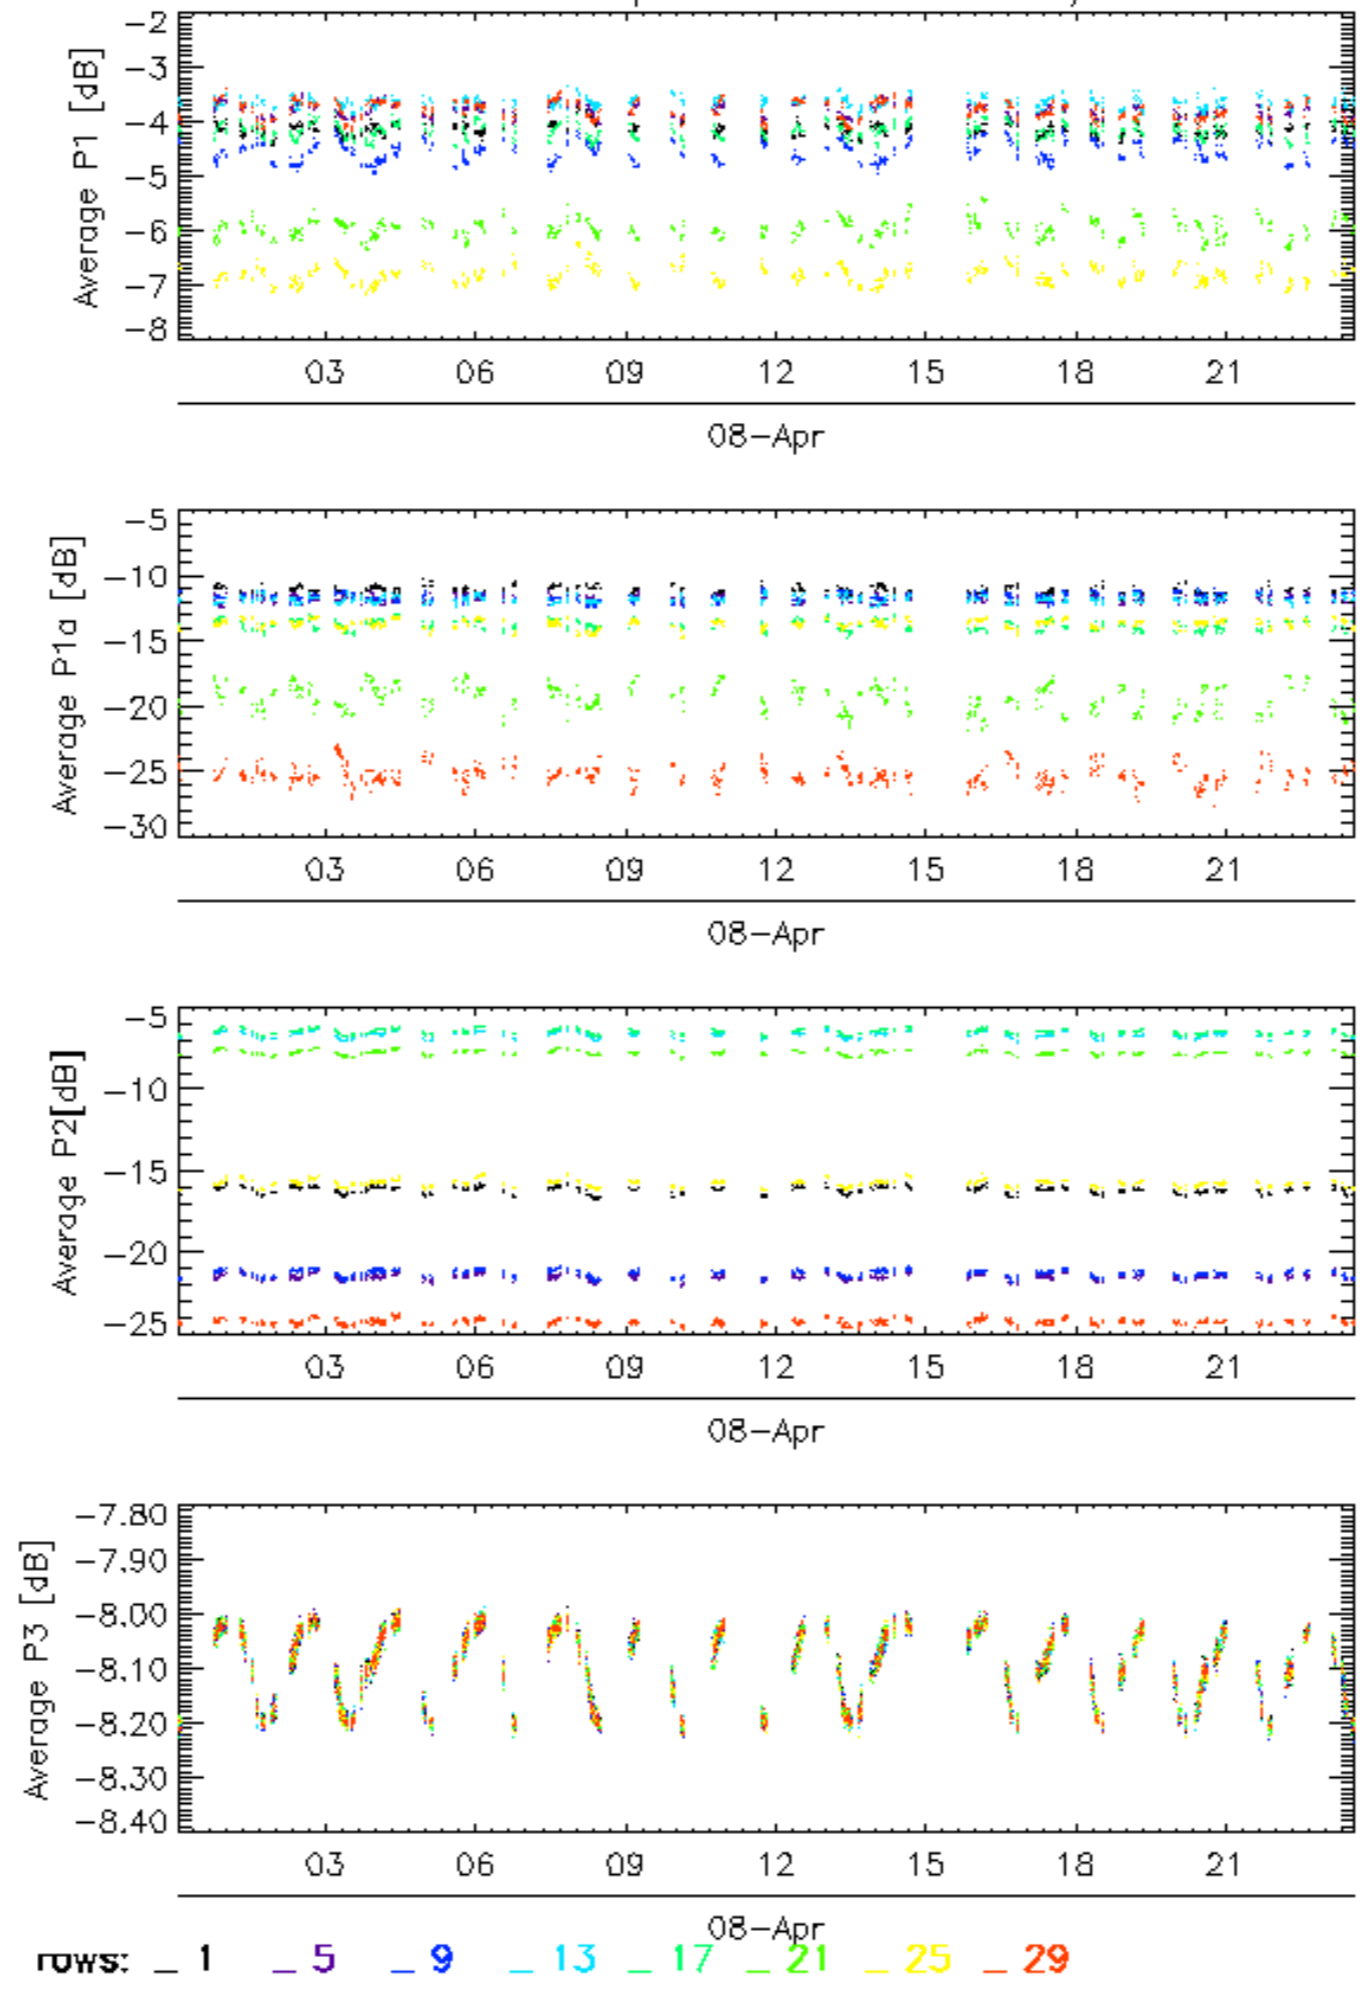 -2
-3
-4
-5
-6
-7
-8
Average P1 [dB]
03 06 09 12 15 18 21
08-Apr
-5
-10
-15
-20
-25
-30
Average P1a [dB]
03 06 09 12 15 18 21
08-Apr
-5
-10
-15
-20
-25
Average P2[dB]
03 06 09 12 15 18 21
08-Apr
-7.80
-7.90
-8.00
-8.10
-8.20
-8.30
-8.40
Average P3 [dB]
03 06 09 12 15 18 21
08-Apr
rows: _ 1 _ 5 _ 9 _ 13 _ 17 _ 21 _ 25 _ 29